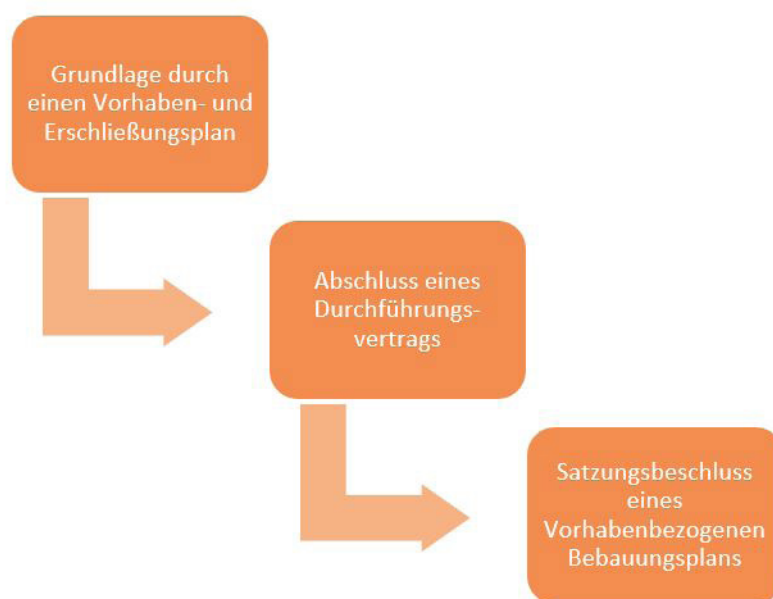 Grundlage durch
einen Vorhaben- und
Erschließungsplan
Abschluss eines
Durchführungs-
vertrags
Satzungsbeschluss
eines
Vorhabenbezogenen
Bebauungsplans